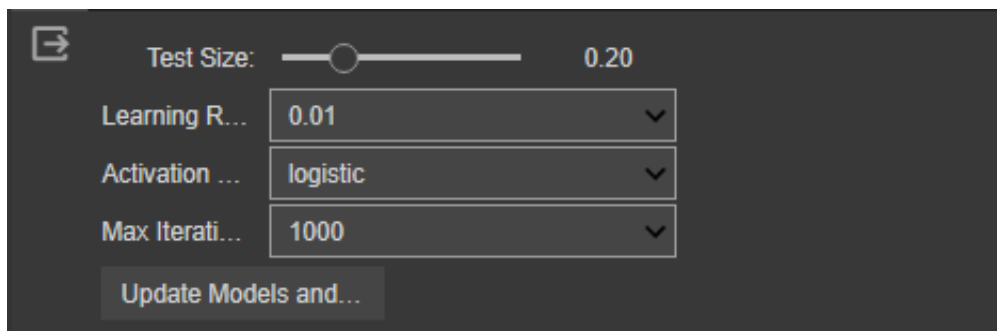 Test Size: 0.20
Learning R... 0.01
Activation ... logistic
Max Iterati... 1000
Update Models and...